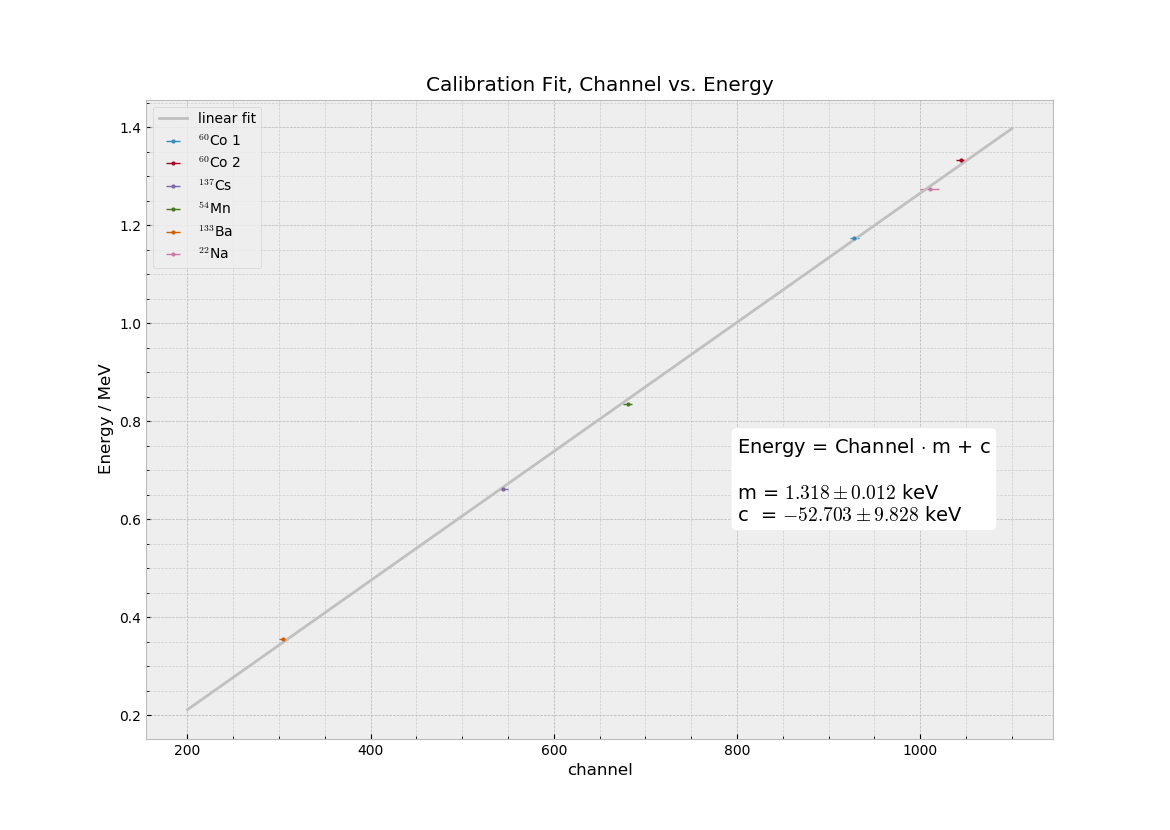 Calibration Fit, Channel vs. Energy
linear fit
⁶⁰Co 1
⁶⁰Co 2
¹³⁷Cs
⁵⁴Mn
¹³³Ba
²²Na
Energy / MeV
1.4
1.2
1.0
0.8
0.6
0.4
0.2
Energy = Channel · m + c
m = 1.318 ± 0.012 keV
c = −52.703 ± 9.828 keV
200 400 600 800 1000
channel